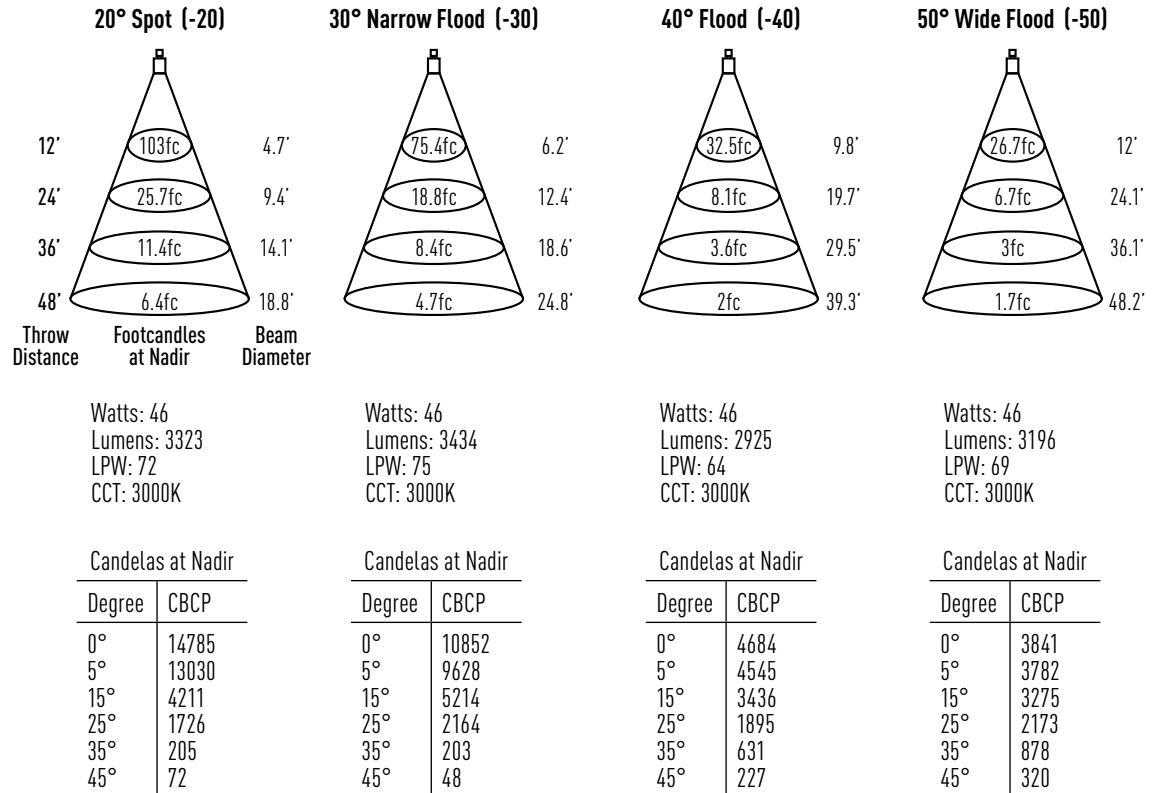 20° Spot (-20) 30° Narrow Flood (-30) 40° Flood (-40) 50° Wide Flood (-50)
12' 103fc 4.7' 75.4fc 6.2' 32.5fc 9.8' 26.7fc 12'
24' 25.7fc 9.4' 18.8fc 12.4' 8.1fc 19.7' 6.7fc 24.1'
36' 11.4fc 14.1' 8.4fc 18.6' 3.6fc 29.5' 3fc 36.1'
48' 6.4fc 18.8' 4.7fc 24.8' 2fc 39.3' 1.7fc 48.2'
Throw Footcandles Beam
Distance at Nadir Diameter
Watts: 46 Watts: 46 Watts: 46 Watts: 46
Lumens: 3323 Lumens: 3434 Lumens: 2925 Lumens: 3196
LPW: 72 LPW: 75 LPW: 64 LPW: 69
CCT: 3000K CCT: 3000K CCT: 3000K CCT: 3000K
Candelas at Nadir Candelas at Nadir Candelas at Nadir Candelas at Nadir
Degree CBCP Degree CBCP Degree CBCP Degree CBCP
0° 14785 0° 10852 0° 4684 0° 3841
5° 13030 5° 9628 5° 4545 5° 3782
15° 4211 15° 5214 15° 3436 15° 3275
25° 1726 25° 2164 25° 1895 25° 2173
35° 205 35° 203 35° 631 35° 878
45° 72 45° 48 45° 227 45° 320